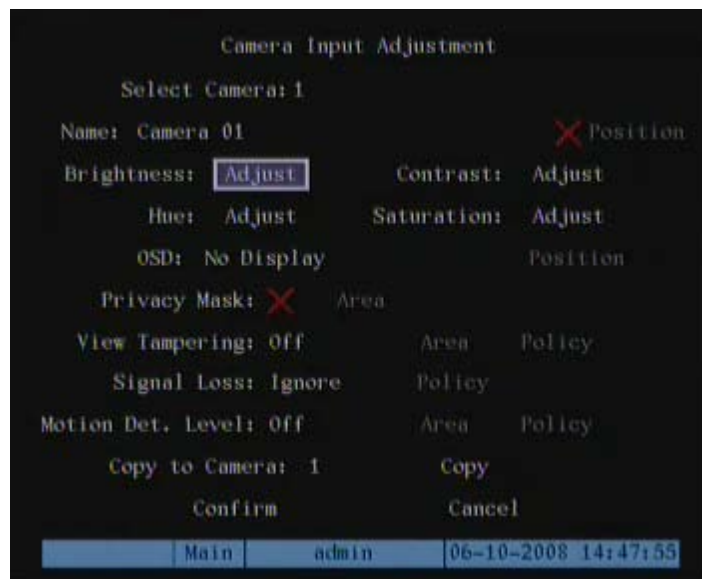 Camera Input Adjustment
Select Camera: 1
Name: Camera 01 Position
Brightness: Adjust Contrast: Adjust
Hue: Adjust Saturation: Adjust
OSD: No Display Position
Privacy Mask: Area
View Tampering: Off Area Policy
Signal Loss: Ignore Policy
Motion Det. Level: Off Area Policy
Copy to Camera: 1 Copy
Confirm Cancel
Main admin 06-10-2008 14:47:55